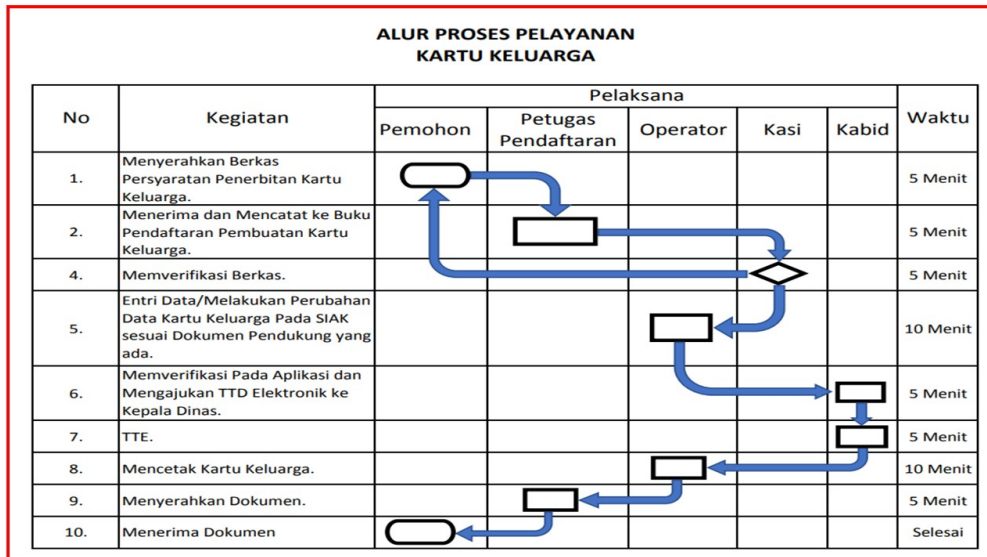 ALUR PROSES PELAYANAN
KARTU KELUARGA
No
Kegiatan
Pelaksana
Waktu
Pemohon
Petugas
Pendaftaran
Operator
Kasi
Kabid
1.
Menyerahkan Berkas
Persyaratan Penerbitan Kartu
Keluarga.
5 Menit
2.
Menerima dan Mencatat ke Buku
Pendaftaran Pembuatan Kartu
Keluarga.
5 Menit
4.
Memverifikasi Berkas.
5 Menit
5.
Entri Data/Melakukan Perubahan
Data Kartu Keluarga Pada SIAK
sesuai Dokumen Pendukung yang
ada.
10 Menit
6.
Memverifikasi Pada Aplikasi dan
Mengajukan TTD Elektronik ke
Kepala Dinas.
5 Menit
7.
TTE.
5 Menit
8.
Mencetak Kartu Keluarga.
10 Menit
9.
Menyerahkan Dokumen.
5 Menit
10.
Menerima Dokumen
Selesai